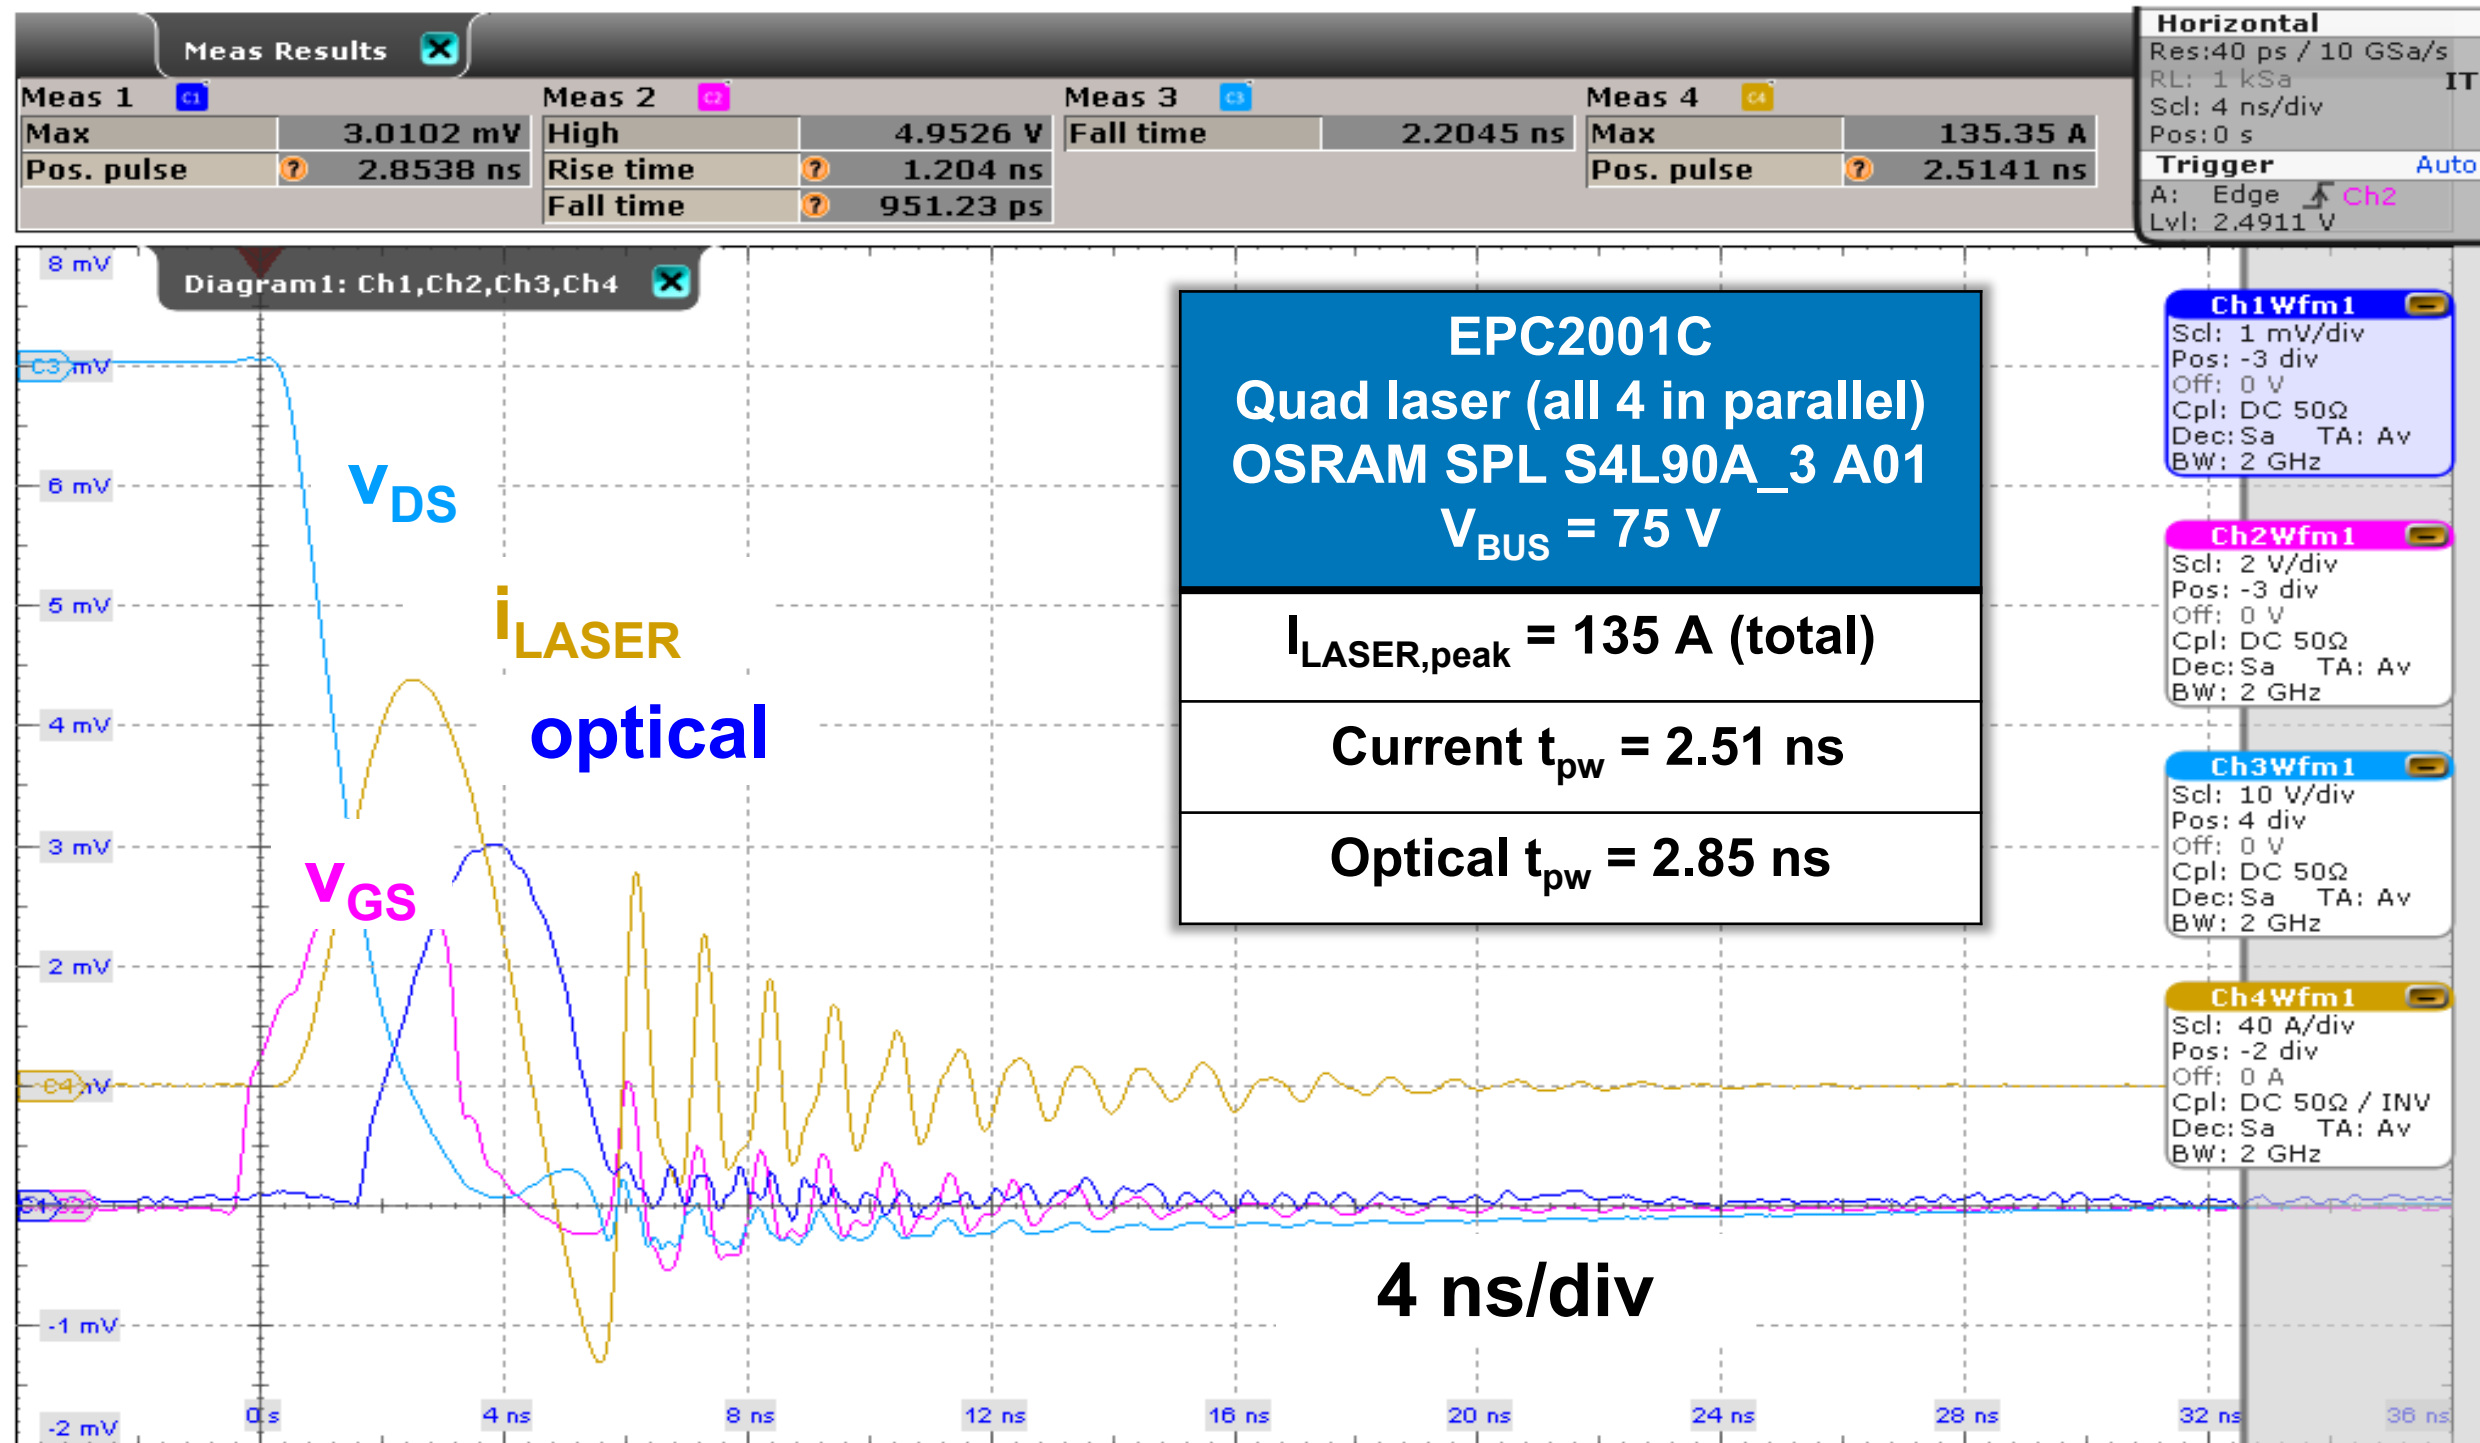 Meas Results
Meas 1 C1 Meas 2 C2 Meas 3 C3 Meas 4 C4
Max 3.0102 mV High 4.9526 V Fall time 2.2045 ns Max 135.35 A
Pos. pulse ? 2.8538 ns Rise time ? 1.204 ns Pos. pulse ? 2.5141 ns
Fall time ? 951.23 ps
Horizontal
Res:40 ps / 10 GSa/s
RL: 1 kSa IT
Scl: 4 ns/div
Pos:0 s
Trigger Auto
A: Edge Ch2
Lvl: 2.4911 V
Diagram1: Ch1,Ch2,Ch3,Ch4
8 mV
C3 mV
6 mV
5 mV
4 mV
3 mV
2 mV
C4
-1 mV
-2 mV
vDS
iLASER
optical
vGS
EPC2001C
Quad laser (all 4 in parallel)
OSRAM SPL S4L90A_3 A01
VBUS = 75 V
ILASER,peak = 135 A (total)
Current tpw = 2.51 ns
Optical tpw = 2.85 ns
4 ns/div
Ch1Wfm1
Scl: 1 mV/div
Pos: -3 div
Off: 0 V
Cpl: DC 50Ω
Dec:Sa TA: Av
BW: 2 GHz
Ch2Wfm1
Scl: 2 V/div
Pos: -3 div
Off: 0 V
Cpl: DC 50Ω
Dec:Sa TA: Av
BW: 2 GHz
Ch3Wfm1
Scl: 10 V/div
Pos: 4 div
Off: 0 V
Cpl: DC 50Ω
Dec:Sa TA: Av
BW: 2 GHz
Ch4Wfm1
Scl: 40 A/div
Pos: -2 div
Off: 0 A
Cpl: DC 50Ω / INV
Dec:Sa TA: Av
BW: 2 GHz
0 s 4 ns 8 ns 12 ns 16 ns 20 ns 24 ns 28 ns 32 ns 36 ns